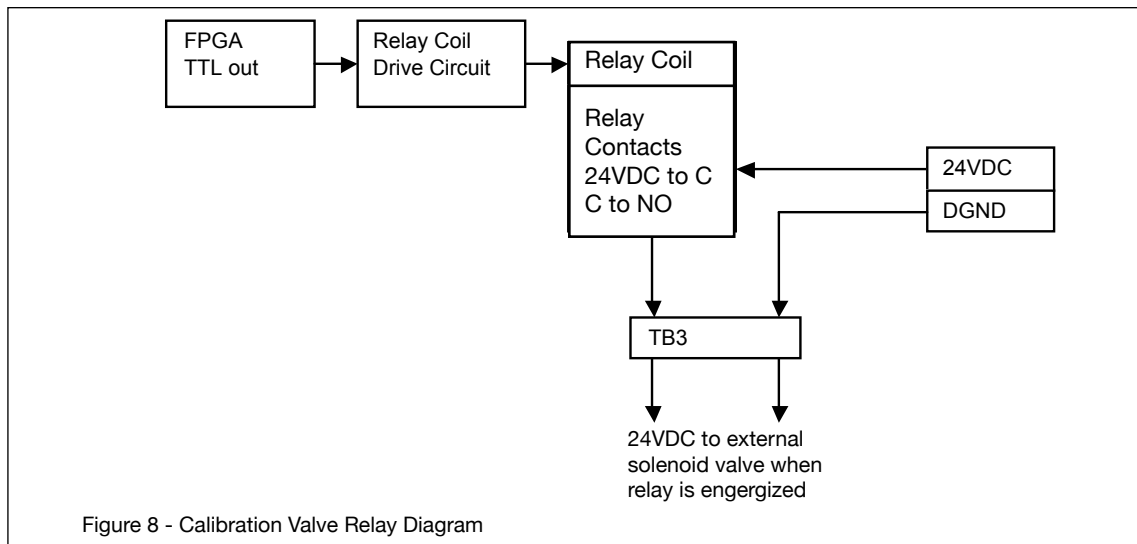 FPGA
TTL out
Relay Coil
Drive Circuit
Relay Coil
Relay
Contacts
24VDC to C
C to NO
24VDC
DGND
TB3
24VDC to external
solenoid valve when
relay is engergized
Figure 8 - Calibration Valve Relay Diagram